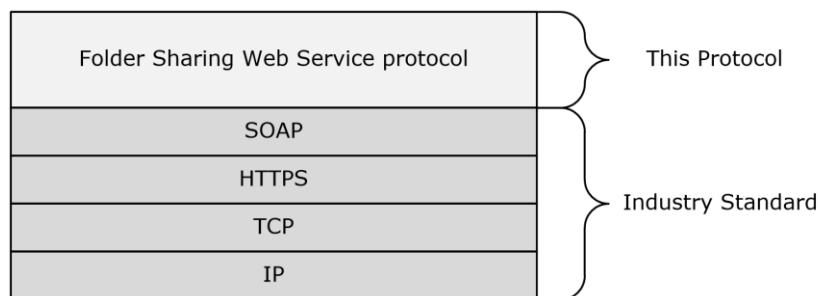 Folder Sharing Web Service protocol
This Protocol
SOAP
HTTPS
TCP
IP
Industry Standard